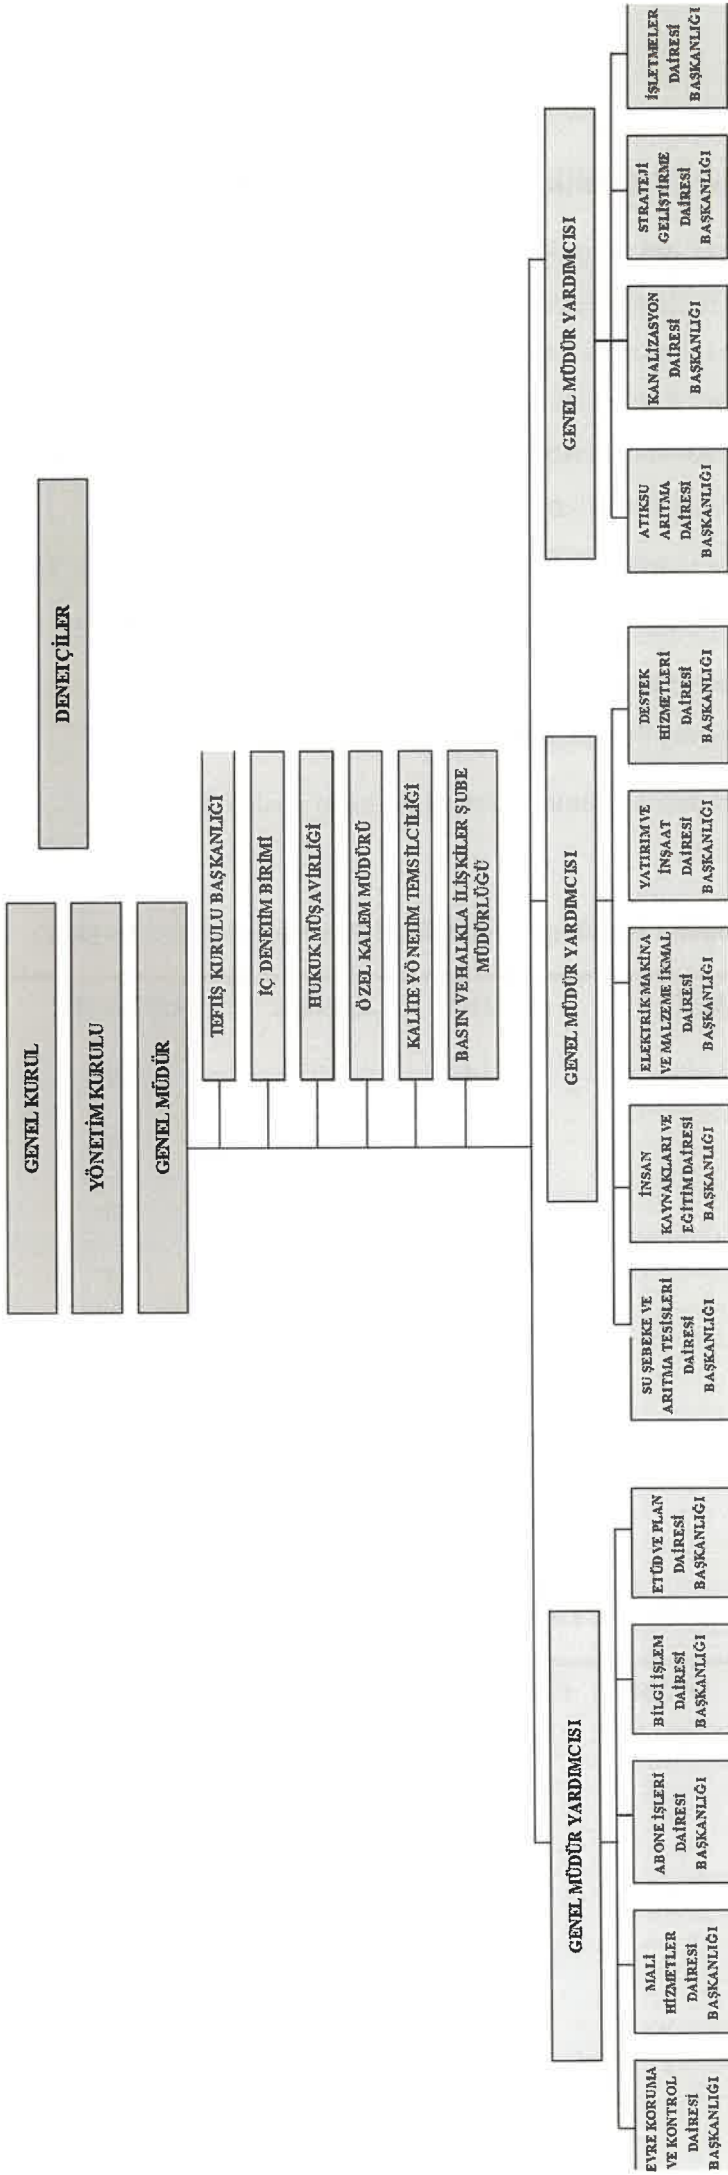 GENEL KURUL
DENETÇİLER
YÖNETİM KURULU
GENEL MÜDÜR
TEFTİŞ KURULU BAŞKANLIĞI
İÇ DENETİM BİRİMİ
HUKUK MÜŞAVİRLİĞİ
ÖZEL KALEM MÜDÜRÜ
KALİTE YÖNETİM TEMSİLCİLİĞİ
BASIN VE HALKLA İLİŞKİLER ŞUBE
MÜDÜRLÜĞÜ
GENEL MÜDÜR YARDIMCISI
EVRE KORUMA
VE KONTROL
DAİRESİ
BAŞKANLIĞI
MALİ
HİZMETLER
DAİRESİ
BAŞKANLIĞI
ABONE İŞLERİ
DAİRESİ
BAŞKANLIĞI
BİLGİ İŞLEM
DAİRESİ
BAŞKANLIĞI
ETÜD VE PLAN
DAİRESİ
BAŞKANLIĞI
GENEL MÜDÜR YARDIMCISI
SU ŞEBEKE VE
ARITMA TESİSLERİ
DAİRESİ
BAŞKANLIĞI
İNSAN
KAYNAKLARI VE
EĞİTİM DAİRESİ
BAŞKANLIĞI
ELEKTRİK MAKİNA
VE MALZEME İKMAL
DAİRESİ
BAŞKANLIĞI
YATIRIM VE
İNŞAAT
DAİRESİ
BAŞKANLIĞI
DESTEK
HİZMETLERİ
DAİRESİ
BAŞKANLIĞI
GENEL MÜDÜR YARDIMCISI
ATIKSU
ARITMA
DAİRESİ
BAŞKANLIĞI
KANALİZASYON
DAİRESİ
BAŞKANLIĞI
STRATEJİ
GELİŞTİRME
DAİRESİ
BAŞKANLIĞI
İŞLETMELER
DAİRESİ
BAŞKANLIĞI